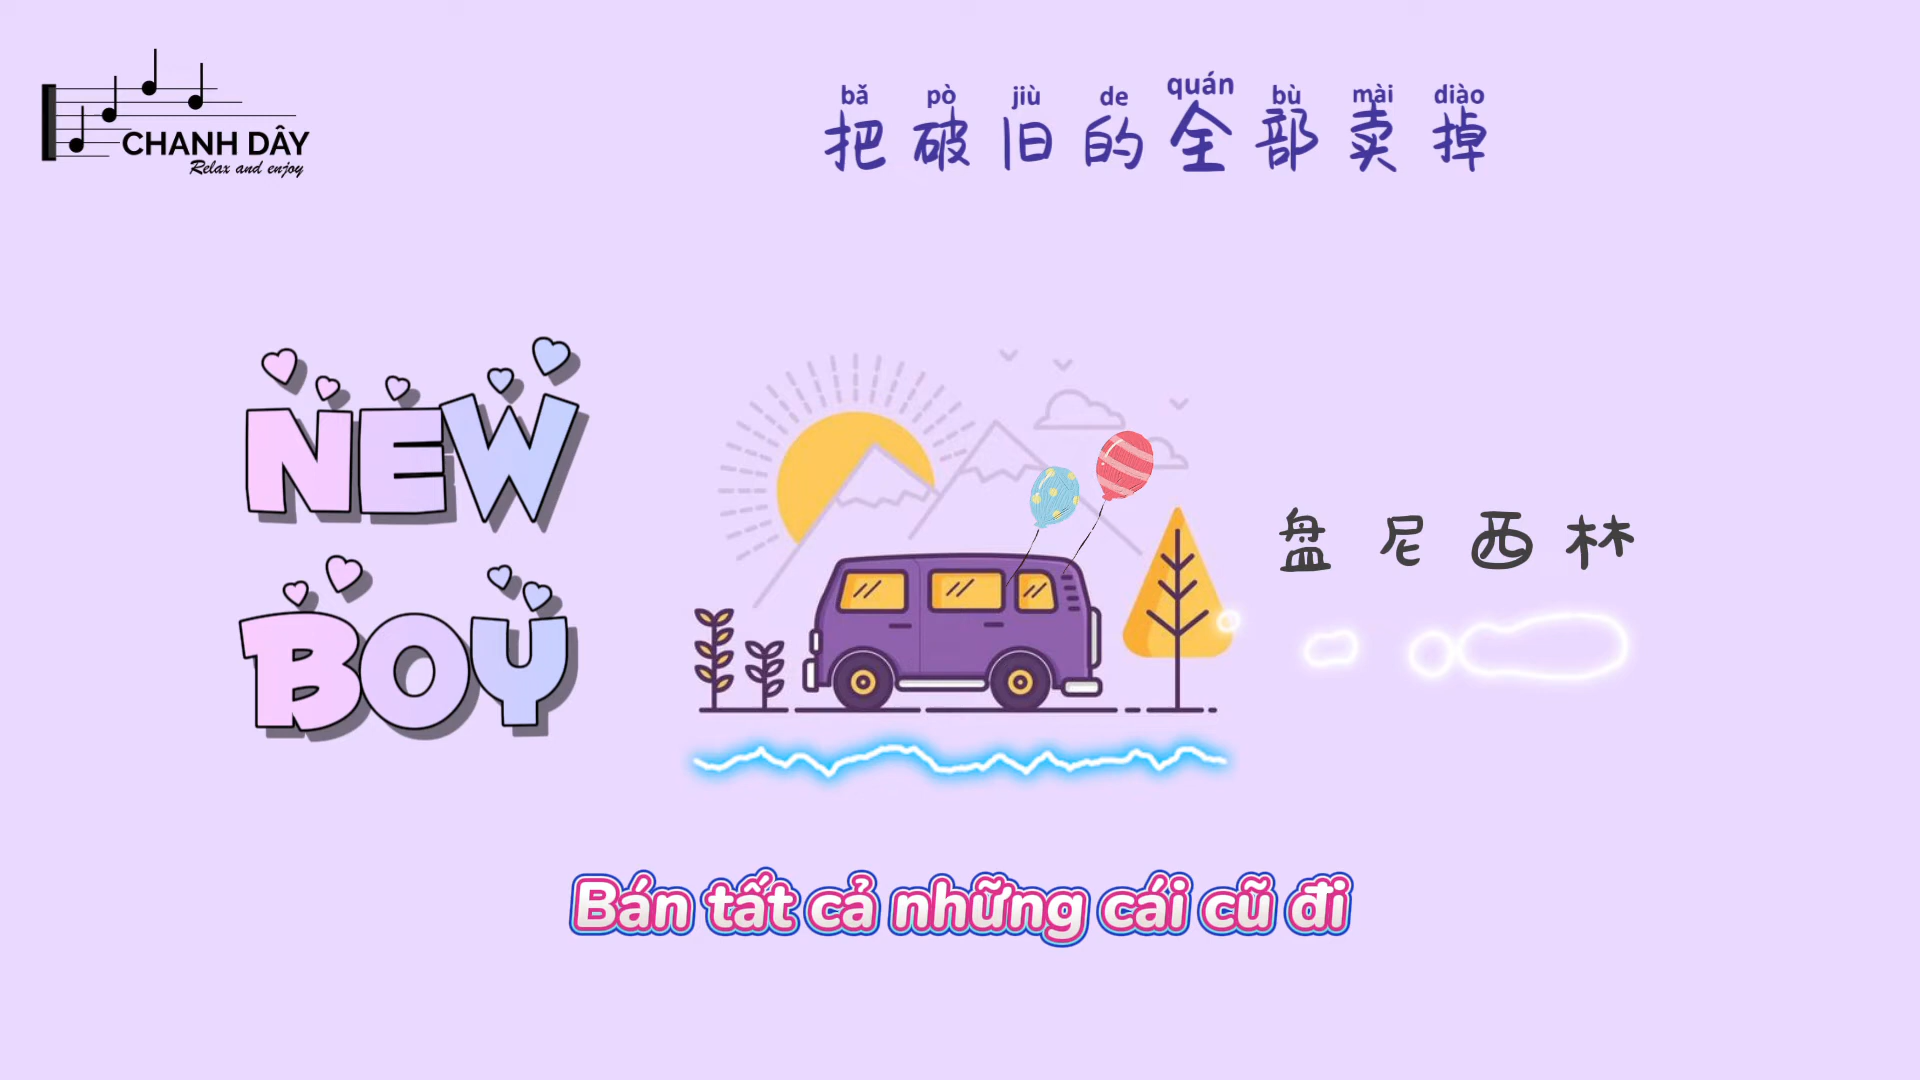 CHANH DÂY
Relax and enjoy
bǎ pò jiù de quán bù mài diào
把破旧的全部卖掉
NEW
BOY
盘尼西林
Bán tất cả những cái cũ đi